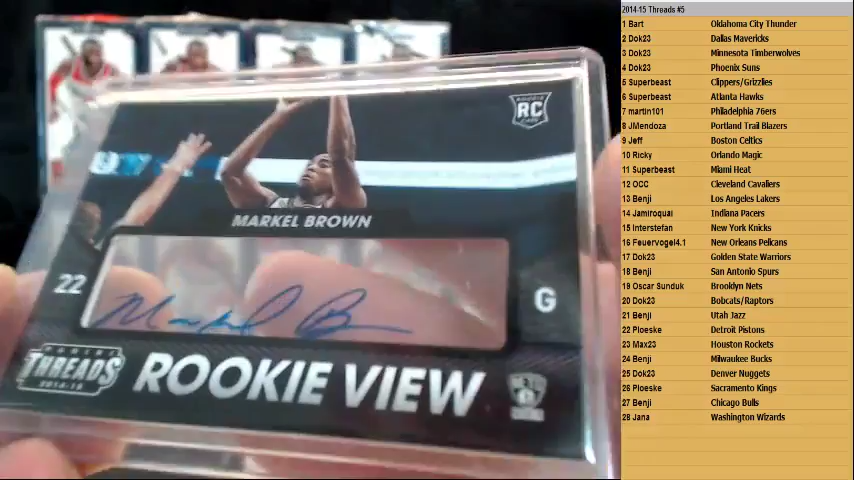 RC
MARKEL BROWN
22
G
Markel B
PANINI
THREADS
2014-15
ROOKIE VIEW
NETS
2014-15 Threads #5
1 Bart Oklahoma City Thunder
2 Dok23 Dallas Mavericks
3 Dok23 Minnesota Timberwolves
4 Dok23 Phoenix Suns
5 Superbeast Clippers/Grizzlies
6 Superbeast Atlanta Hawks
7 martin101 Philadelphia 76ers
8 JMendoza Portland Trail Blazers
9 Jeff Boston Celtics
10 Ricky Orlando Magic
11 Superbeast Miami Heat
12 OCC Cleveland Cavaliers
13 Benji Los Angeles Lakers
14 Jamiroquai Indiana Pacers
15 Interstefan New York Knicks
16 Feuervogel4.1 New Orleans Pelicans
17 Dok23 Golden State Warriors
18 Benji San Antonio Spurs
19 Oscar Sunduk Brooklyn Nets
20 Dok23 Bobcats/Raptors
21 Benji Utah Jazz
22 Ploeske Detroit Pistons
23 Max23 Houston Rockets
24 Benji Milwaukee Bucks
25 Dok23 Denver Nuggets
26 Ploeske Sacramento Kings
27 Benji Chicago Bulls
28 Jana Washington Wizards